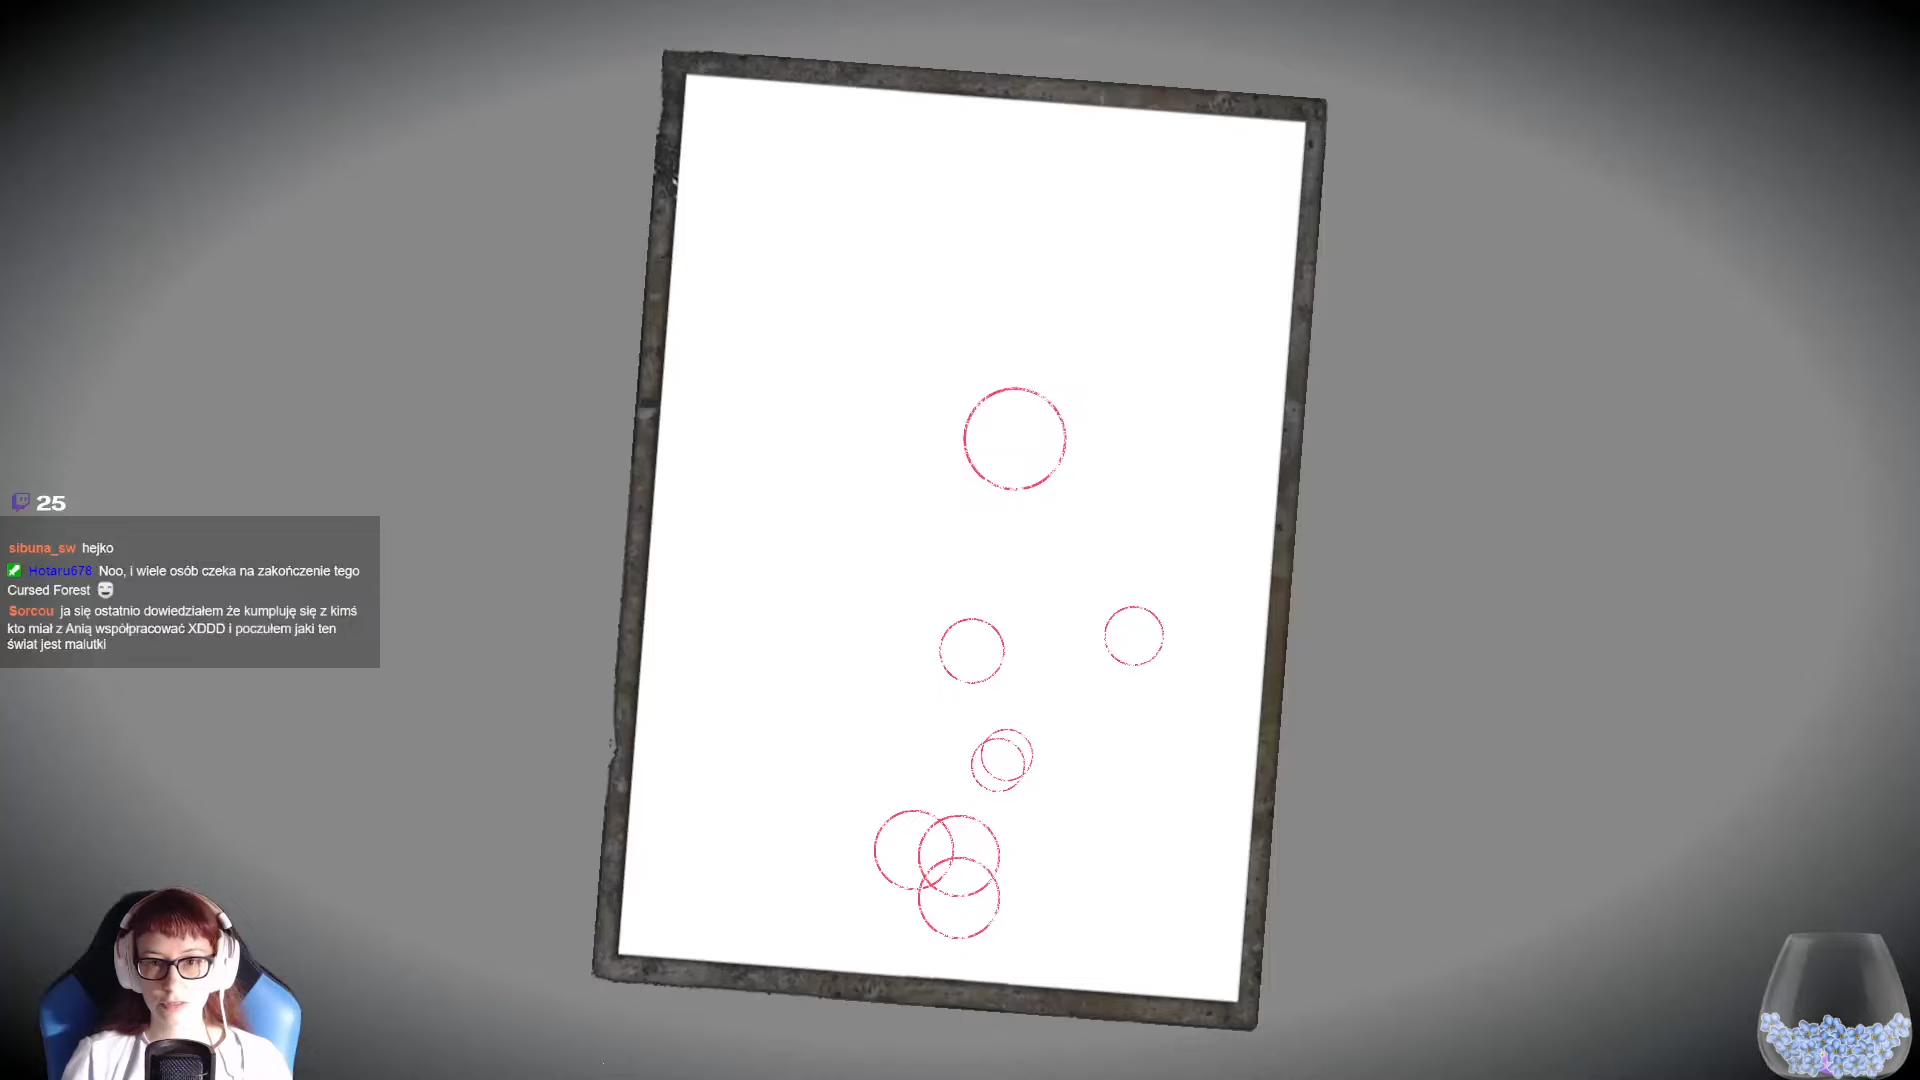 25
sibuna_sw hejko
Hotaru678 Noo, i wiele osób czeka na zakończenie tego
Cursed Forest
Sorcou ja się ostatnio dowiedziałem że kumpluję się z kimś
kto miał z Anią współpracować XDDD i poczułem jaki ten
świat jest malutki